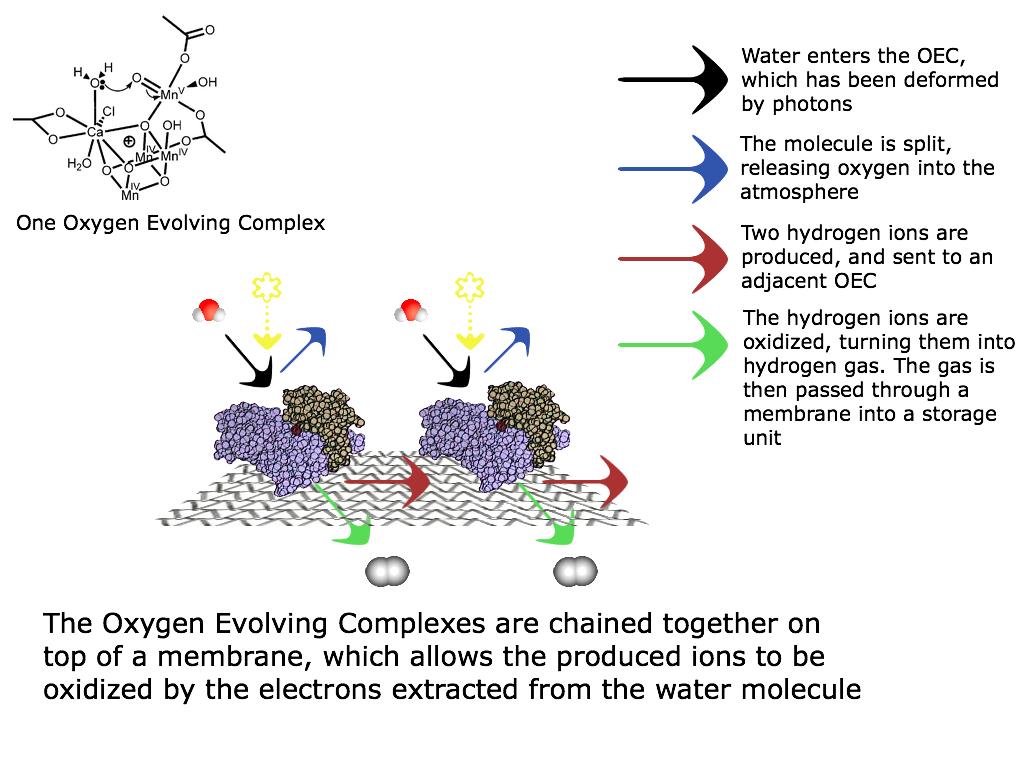 O
O
H
H
O
O
Mn^V
OH
O
Cl
O
Ca
O
OH
O
O
⊕
H₂O
O
O
Mn^IV
Mn^IV
O
Mn^IV
One Oxygen Evolving Complex
Water enters the OEC,
which has been deformed
by photons
The molecule is split,
releasing oxygen into the
atmosphere
Two hydrogen ions are
produced, and sent to an
adjacent OEC
The hydrogen ions are
oxidized, turning them into
hydrogen gas. The gas is
then passed through a
membrane into a storage
unit
The Oxygen Evolving Complexes are chained together on
top of a membrane, which allows the produced ions to be
oxidized by the electrons extracted from the water molecule